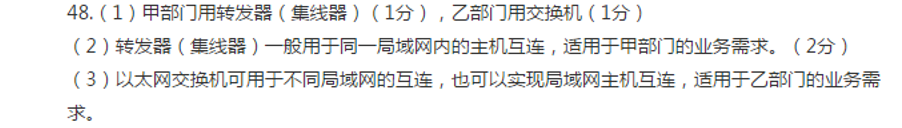 48.（1）甲部门用转发器（集线器）（1分），乙部门用交换机（1分）
（2）转发器（集线器）一般用于同一局域网内的主机互连，适用于甲部门的业务需求。（2分）
（3）以太网交换机可用于不同局域网的互连，也可以实现局域网主机互连，适用于乙部门的业务需
求。